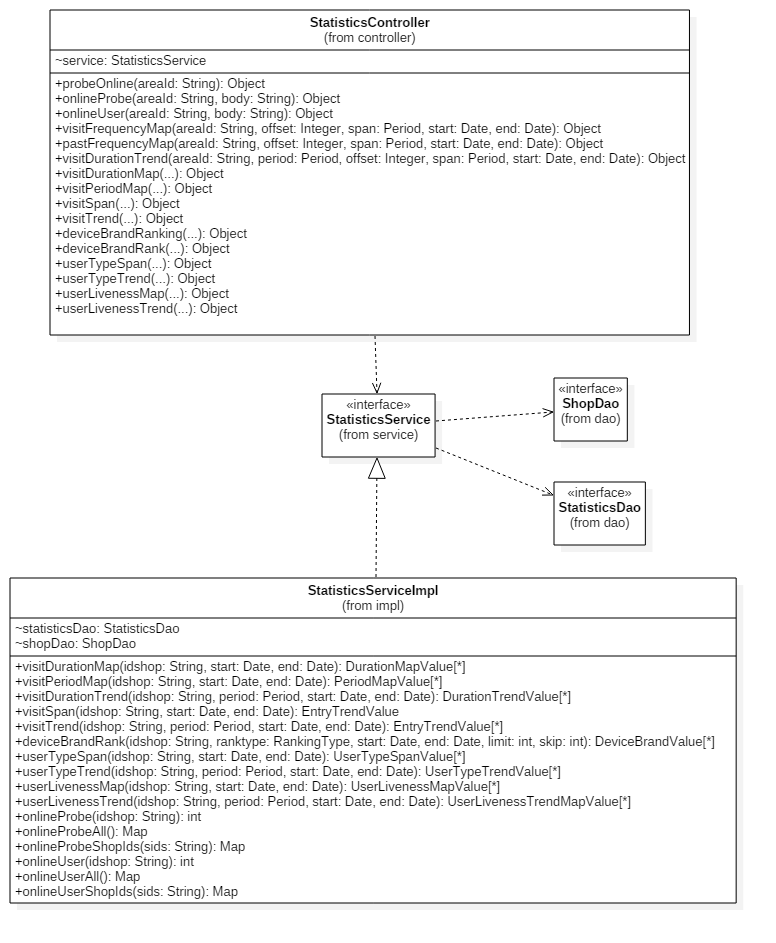 StatisticsController
(from controller)
~service: StatisticsService
+probeOnline(areaId: String): Object
+onlineProbe(areaId: String, body: String): Object
+onlineUser(areaId: String, body: String): Object
+visitFrequencyMap(areaId: String, offset: Integer, span: Period, start: Date, end: Date): Object
+pastFrequencyMap(areaId: String, offset: Integer, span: Period, start: Date, end: Date): Object
+visitDurationTrend(areaId: String, period: Period, offset: Integer, span: Period, start: Date, end: Date): Object
+visitDurationMap(...): Object
+visitPeriodMap(...): Object
+visitSpan(...): Object
+visitTrend(...): Object
+deviceBrandRanking(...): Object
+deviceBrandRank(...): Object
+userTypeSpan(...): Object
+userTypeTrend(...): Object
+userLivenessMap(...): Object
+userLivenessTrend(...): Object
«interface»
StatisticsService
(from service)
«interface»
ShopDao
(from dao)
«interface»
StatisticsDao
(from dao)
StatisticsServiceImpl
(from impl)
~statisticsDao: StatisticsDao
~shopDao: ShopDao
+visitDurationMap(idshop: String, start: Date, end: Date): DurationMapValue[*]
+visitPeriodMap(idshop: String, start: Date, end: Date): PeriodMapValue[*]
+visitDurationTrend(idshop: String, period: Period, start: Date, end: Date): DurationTrendValue[*]
+visitSpan(idshop: String, start: Date, end: Date): EntryTrendValue
+visitTrend(idshop: String, period: Period, start: Date, end: Date): EntryTrendValue[*]
+deviceBrandRank(idshop: String, ranktype: RankingType, start: Date, end: Date, limit: int, skip: int): DeviceBrandValue[*]
+userTypeSpan(idshop: String, start: Date, end: Date): UserTypeSpanValue[*]
+userTypeTrend(idshop: String, period: Period, start: Date, end: Date): UserTypeTrendValue[*]
+userLivenessMap(idshop: String, start: Date, end: Date): UserLivenessMapValue[*]
+userLivenessTrend(idshop: String, period: Period, start: Date, end: Date): UserLivenessTrendMapValue[*]
+onlineProbe(idshop: String): int
+onlineProbeAll(): Map
+onlineProbeShopIds(sids: String): Map
+onlineUser(idshop: String): int
+onlineUserAll(): Map
+onlineUserShopIds(sids: String): Map